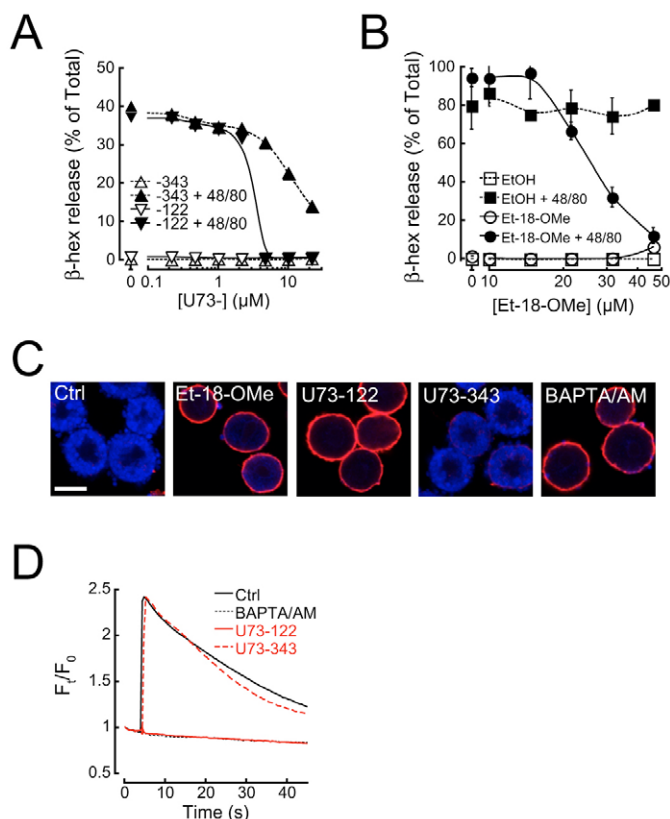 A
β-hex release (% of Total)
50
40
30
20
10
0
-343
-343 + 48/80
-122
-122 + 48/80
0 0.1 1 10
[U73-] (µM)
B
β-hex release (% of Total)
100
80
60
40
20
0
EtOH
EtOH + 48/80
Et-18-OMe
Et-18-OMe + 48/80
0 10 20 30 40 50
[Et-18-OMe] (µM)
C
Ctrl
Et-18-OMe
U73-122
U73-343
BAPTA/AM
D
Ft/F0
2.5
2
1.5
1
0.5
Ctrl
BAPTA/AM
U73-122
U73-343
0 10 20 30 40
Time (s)